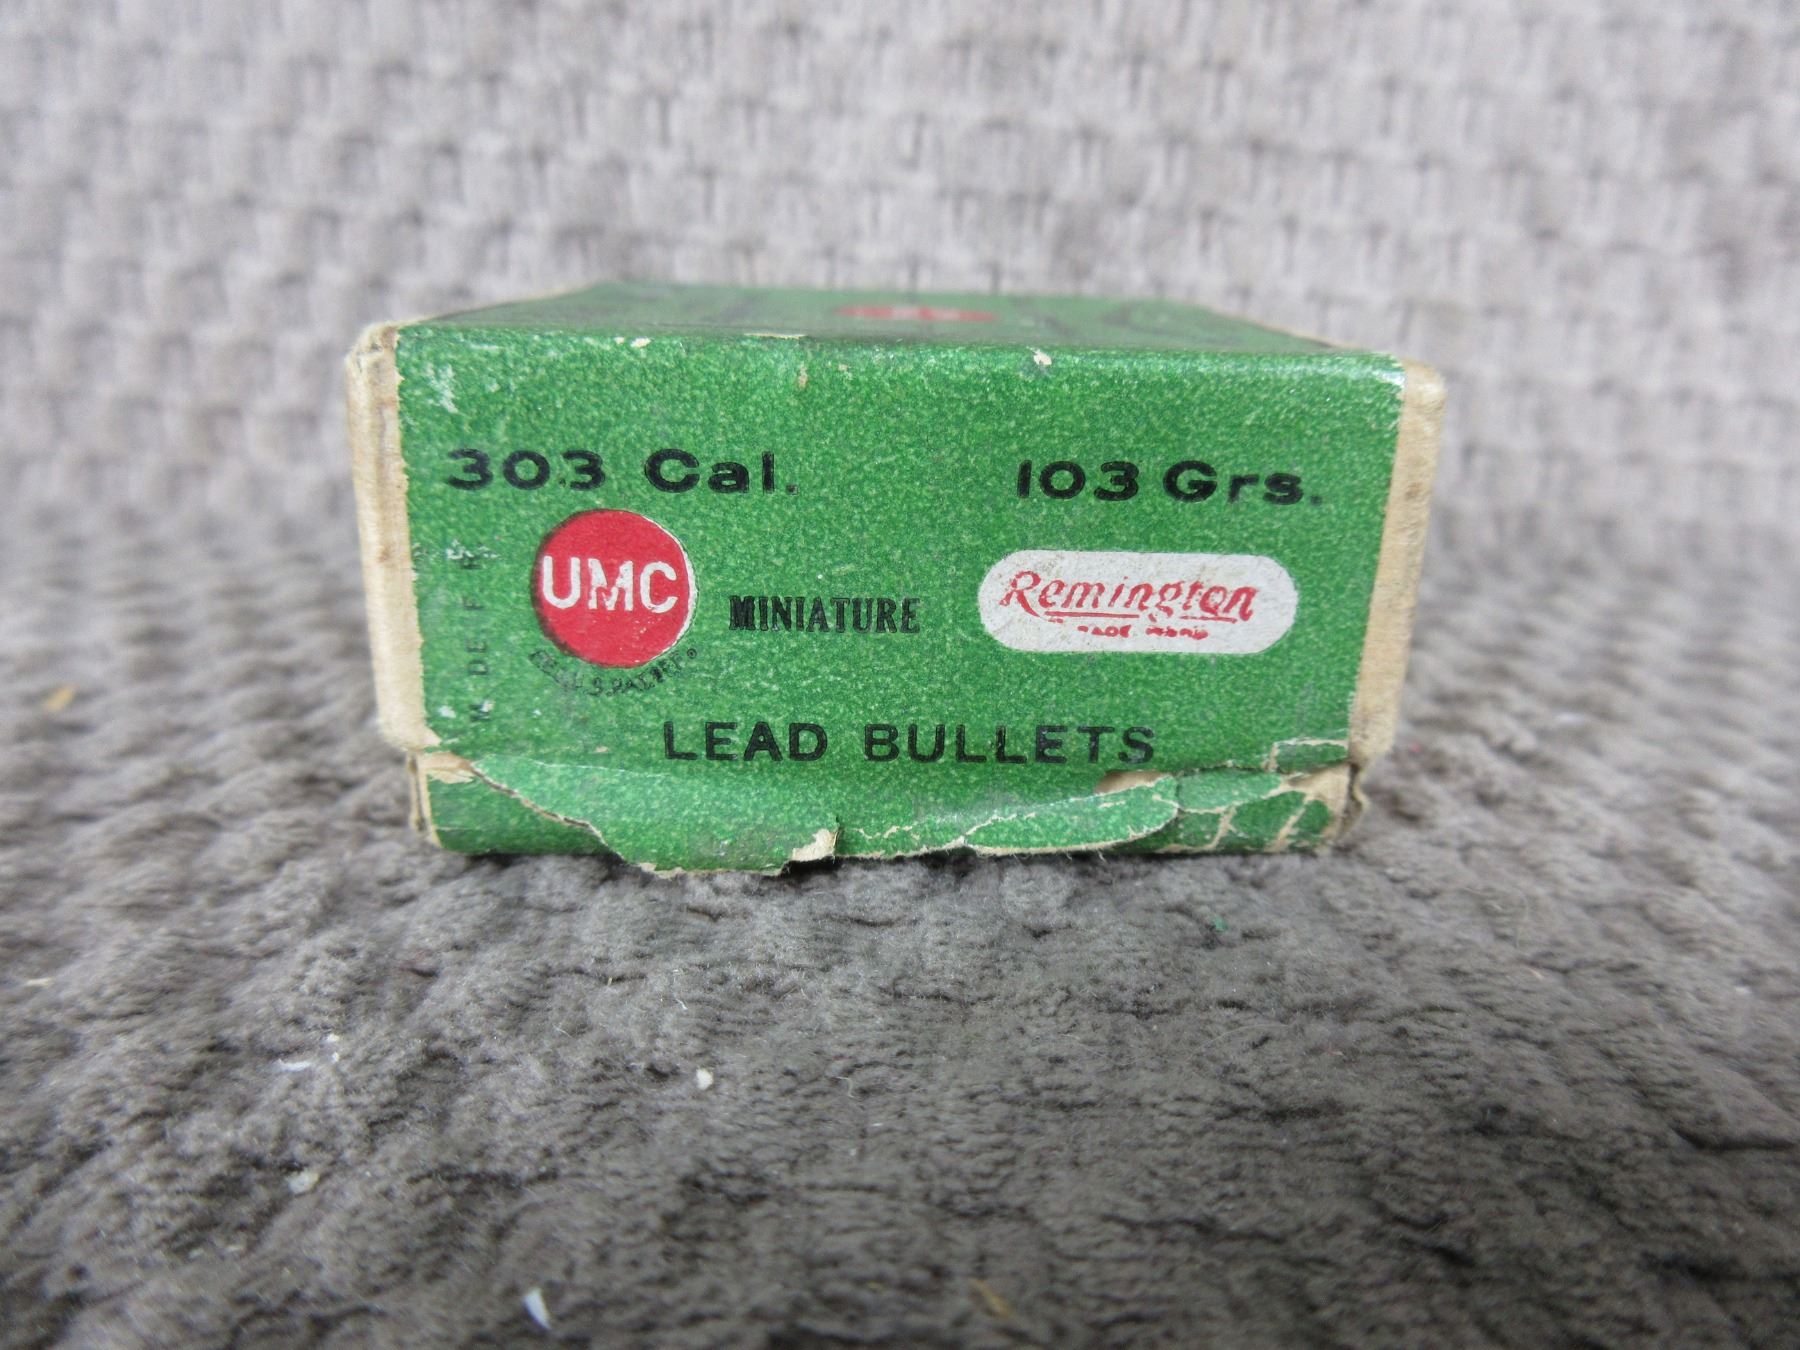 303 Cal. 103 Grs.
UMC
MINIATURE
Remington
LEAD BULLETS